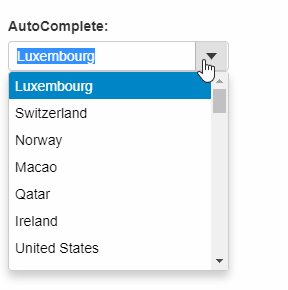 AutoComplete:
Luxembourg
Luxembourg
Switzerland
Norway
Macao
Qatar
Ireland
United States